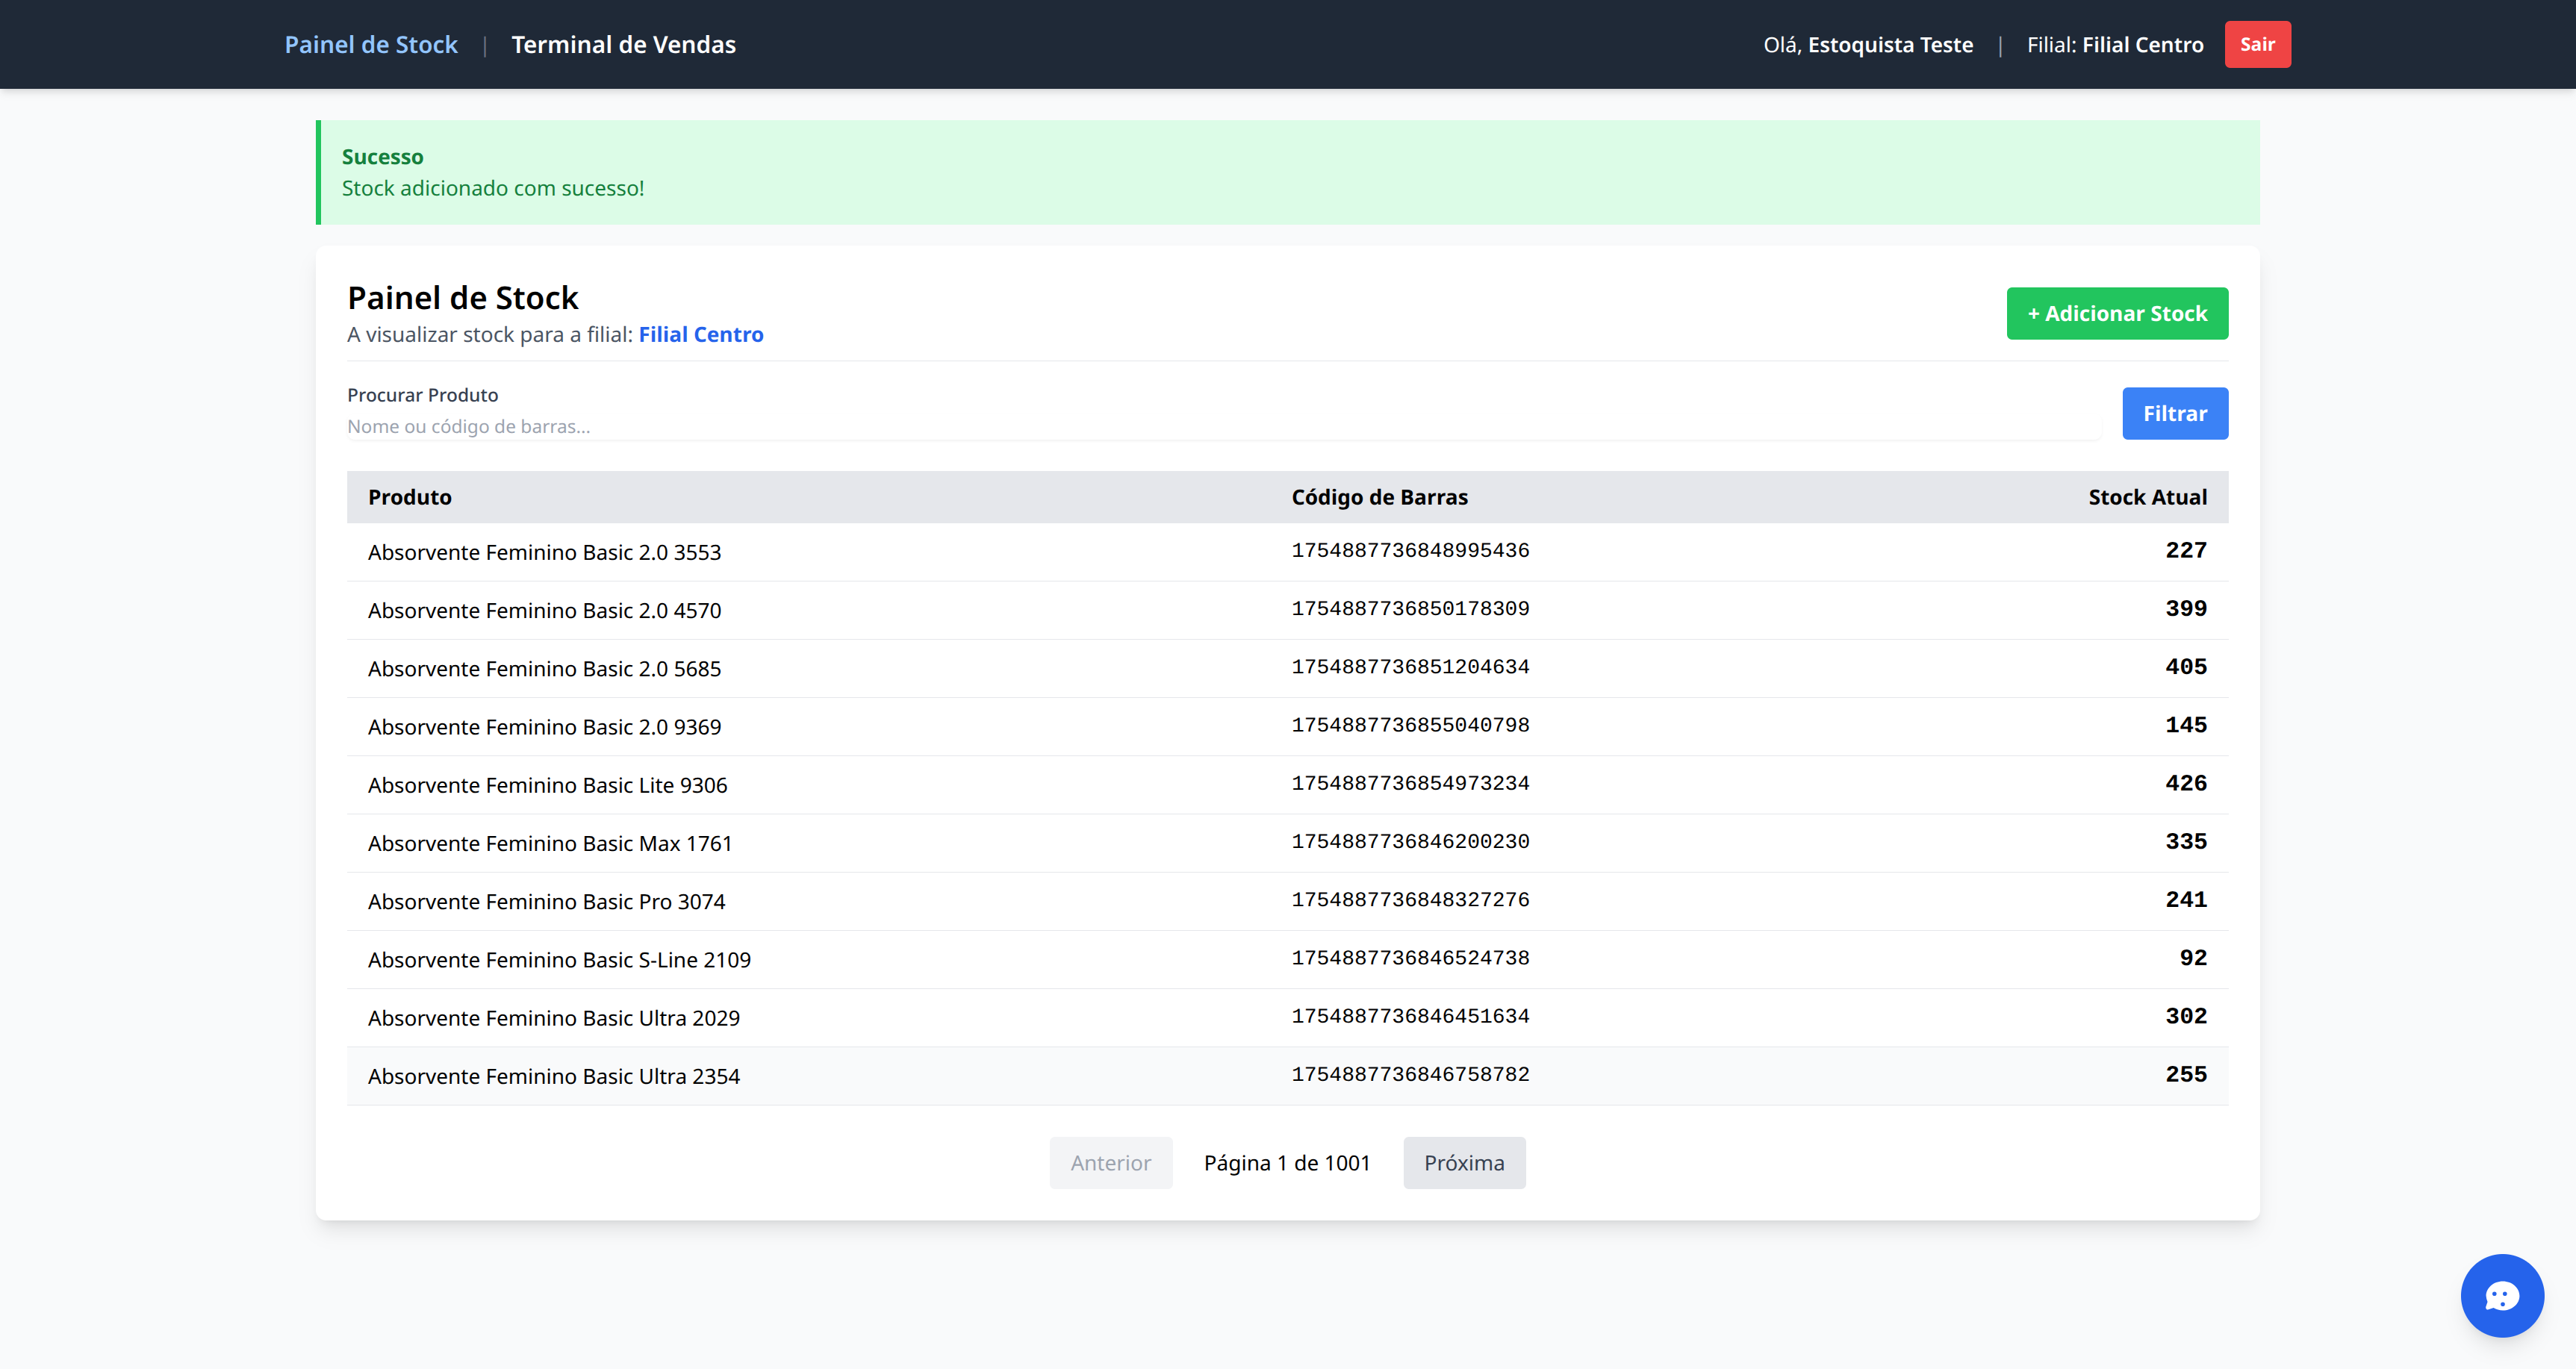 Painel de Stock | Terminal de Vendas Olá, Estoquista Teste | Filial: Filial Centro Sair
Sucesso
Stock adicionado com sucesso!
Painel de Stock
+ Adicionar Stock
A visualizar stock para a filial: Filial Centro
Procurar Produto
Nome ou código de barras...
Filtrar
Produto Código de Barras Stock Atual
Absorvente Feminino Basic 2.0 3553 1754887736848995436 227
Absorvente Feminino Basic 2.0 4570 1754887736850178309 399
Absorvente Feminino Basic 2.0 5685 1754887736851204634 405
Absorvente Feminino Basic 2.0 9369 1754887736855040798 145
Absorvente Feminino Basic Lite 9306 1754887736854973234 426
Absorvente Feminino Basic Max 1761 1754887736846200230 335
Absorvente Feminino Basic Pro 3074 1754887736848327276 241
Absorvente Feminino Basic S-Line 2109 1754887736846524738 92
Absorvente Feminino Basic Ultra 2029 1754887736846451634 302
Absorvente Feminino Basic Ultra 2354 1754887736846758782 255
Anterior Página 1 de 1001 Próxima